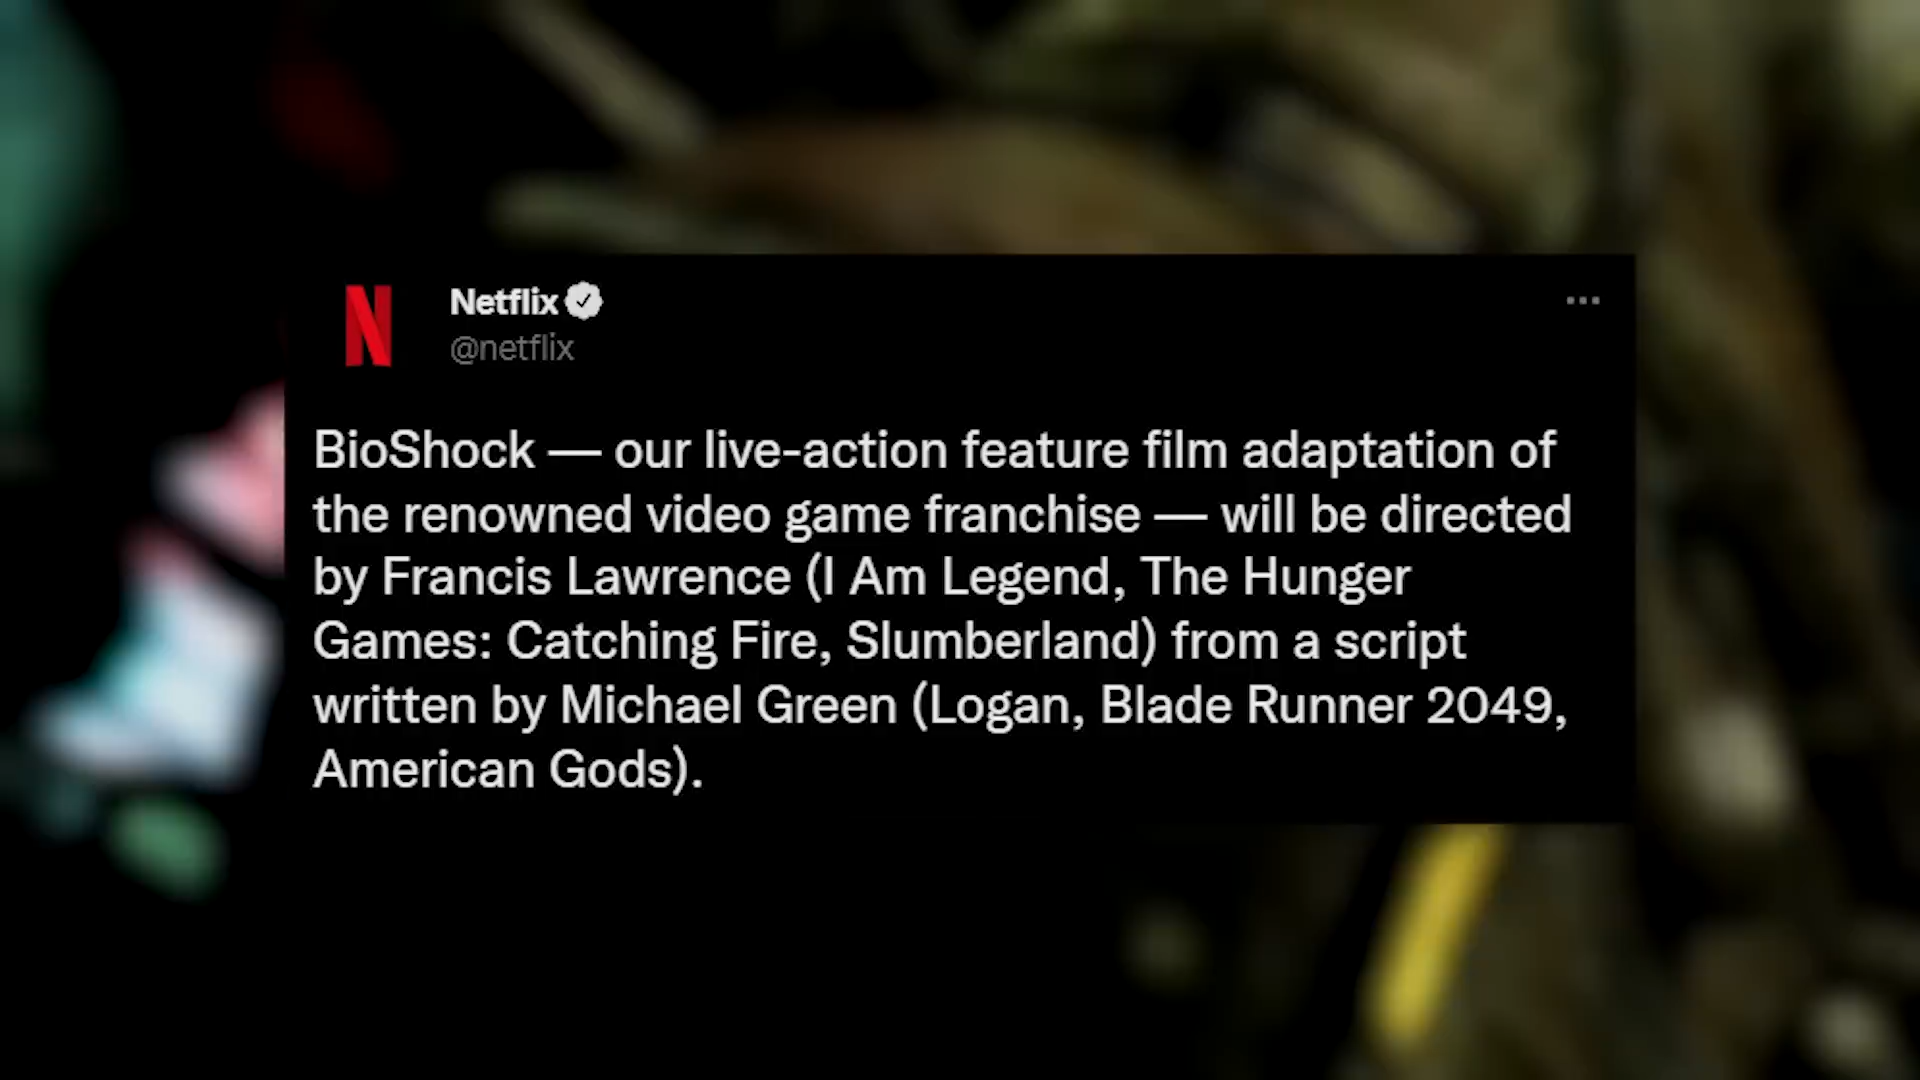 Netflix
@netflix
BioShock — our live-action feature film adaptation of
the renowned video game franchise — will be directed
by Francis Lawrence (I Am Legend, The Hunger
Games: Catching Fire, Slumberland) from a script
written by Michael Green (Logan, Blade Runner 2049,
American Gods).